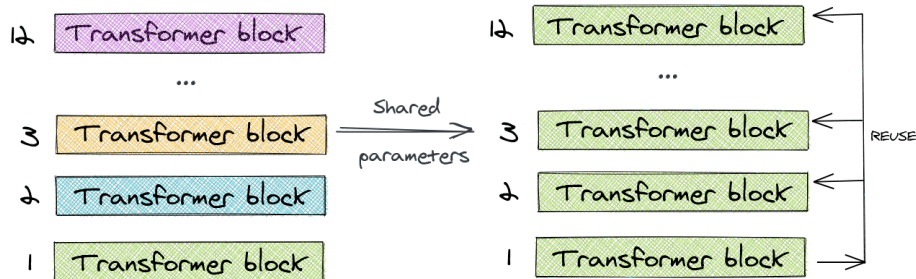 12 Transformer block
...
3 Transformer block
2 Transformer block
1 Transformer block
Shared
parameters
12 Transformer block
...
3 Transformer block
2 Transformer block
1 Transformer block
REUSE